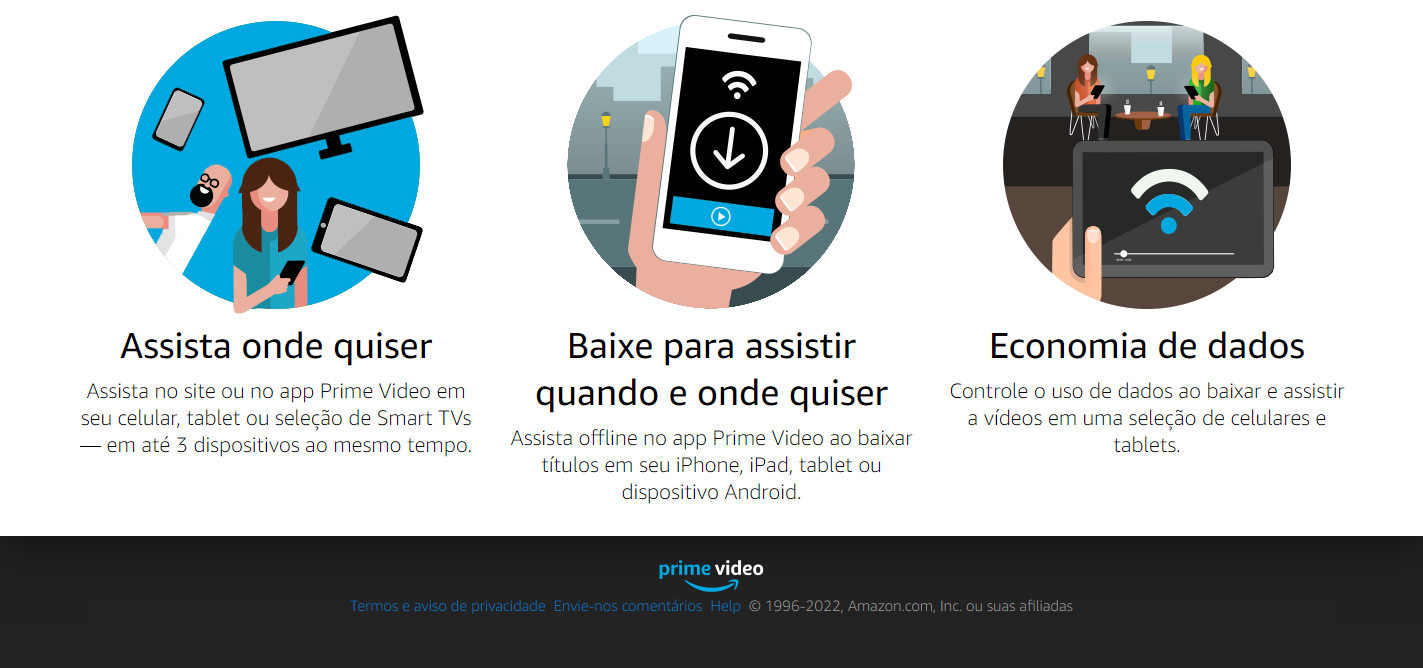 Assista onde quiser
Assista no site ou no app Prime Video em
seu celular, tablet ou seleção de Smart TVs
— em até 3 dispositivos ao mesmo tempo.
Baixe para assistir
quando e onde quiser
Assista offline no app Prime Video ao baixar
títulos em seu iPhone, iPad, tablet ou
dispositivo Android.
Economia de dados
Controle o uso de dados ao baixar e assistir
a vídeos em uma seleção de celulares e
tablets.
prime video
Termos e aviso de privacidade Envie-nos comentários Help © 1996-2022, Amazon.com, Inc. ou suas afiliadas